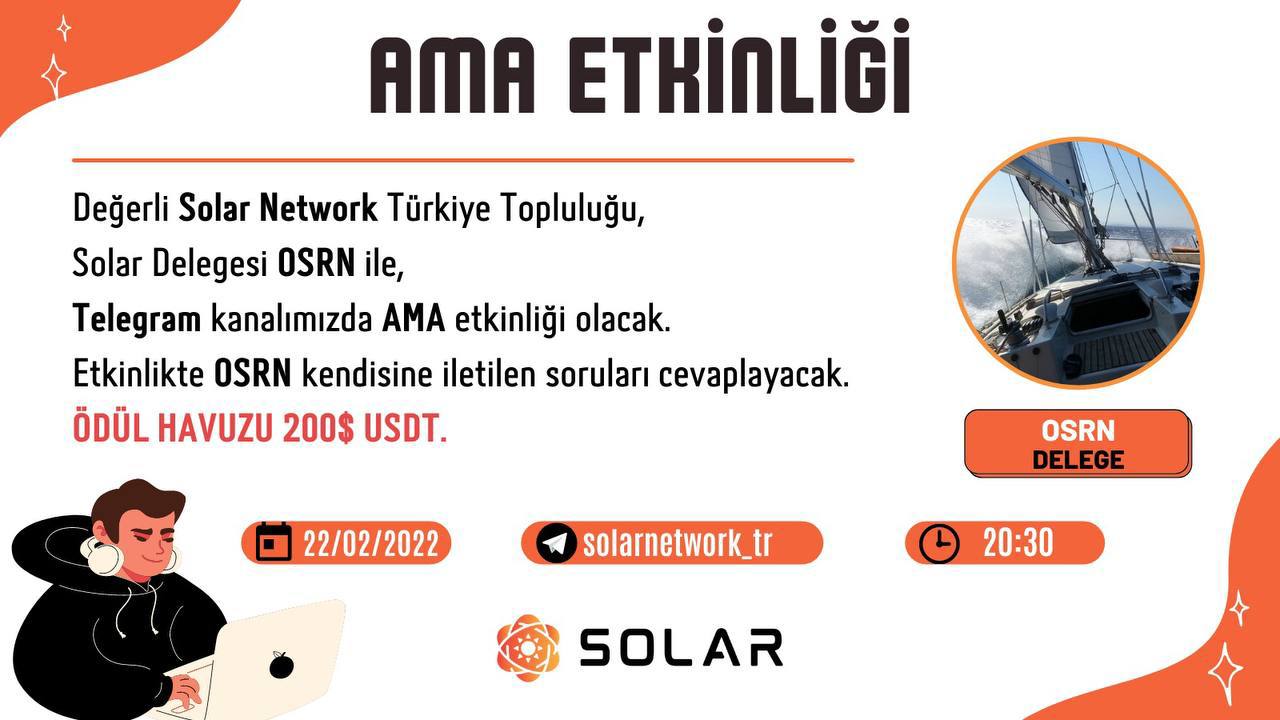 AMA ETKİNLİĞİ
Değerli Solar Network Türkiye Topluluğu,
Solar Delegesi OSRN ile,
Telegram kanalımızda AMA etkinliği olacak.
Etkinlikte OSRN kendisine iletilen soruları cevaplayacak.
ÖDÜL HAVUZU 200$ USDT.
OSRN
DELEGE
22/02/2022
solarnetwork_tr
20:30
SOLAR